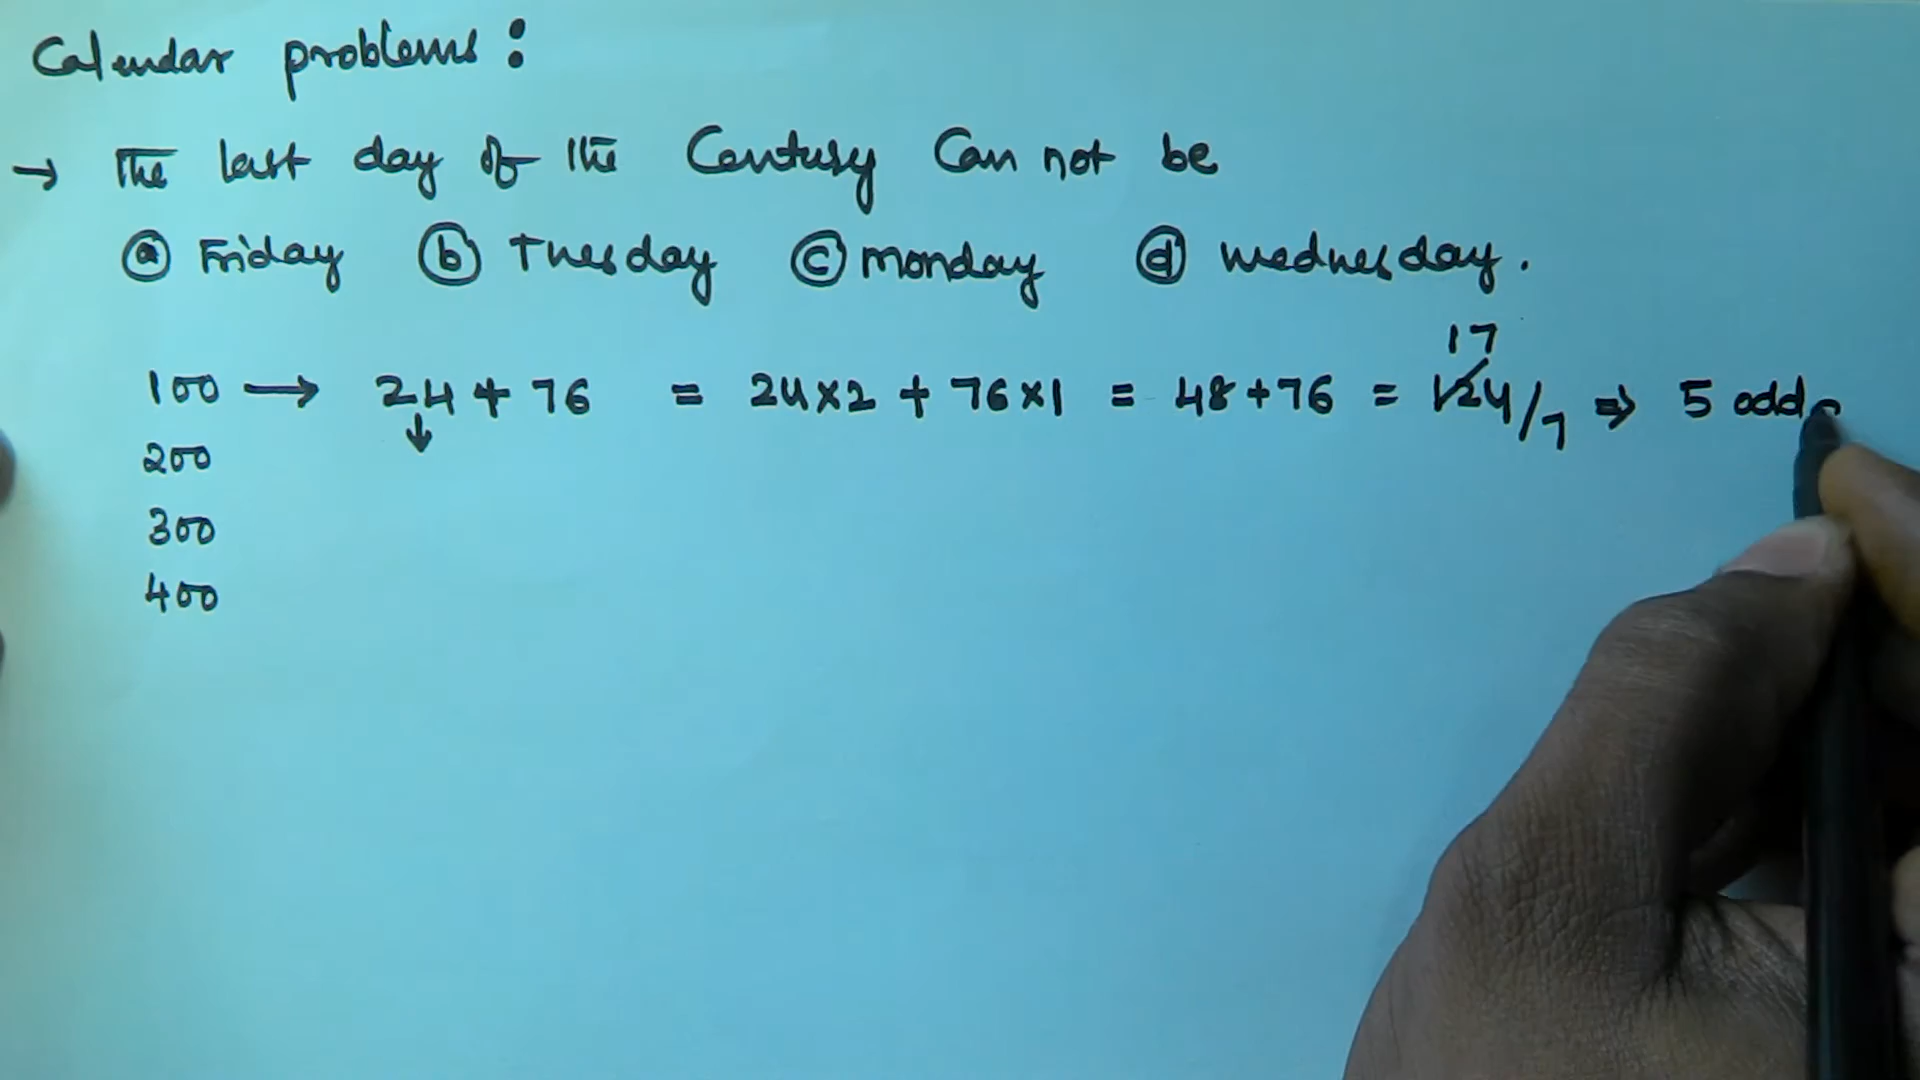 Calendar problems :
→ The last day of the Century Can not be
ⓐ Friday ⓑ Tuesday ⓒ monday ⓓ wednesday .
17
100 → 24 + 76 = 24×2 + 76×1 = 48+76 = 124/7 ⇒ 5 odd
↓
200
300
400